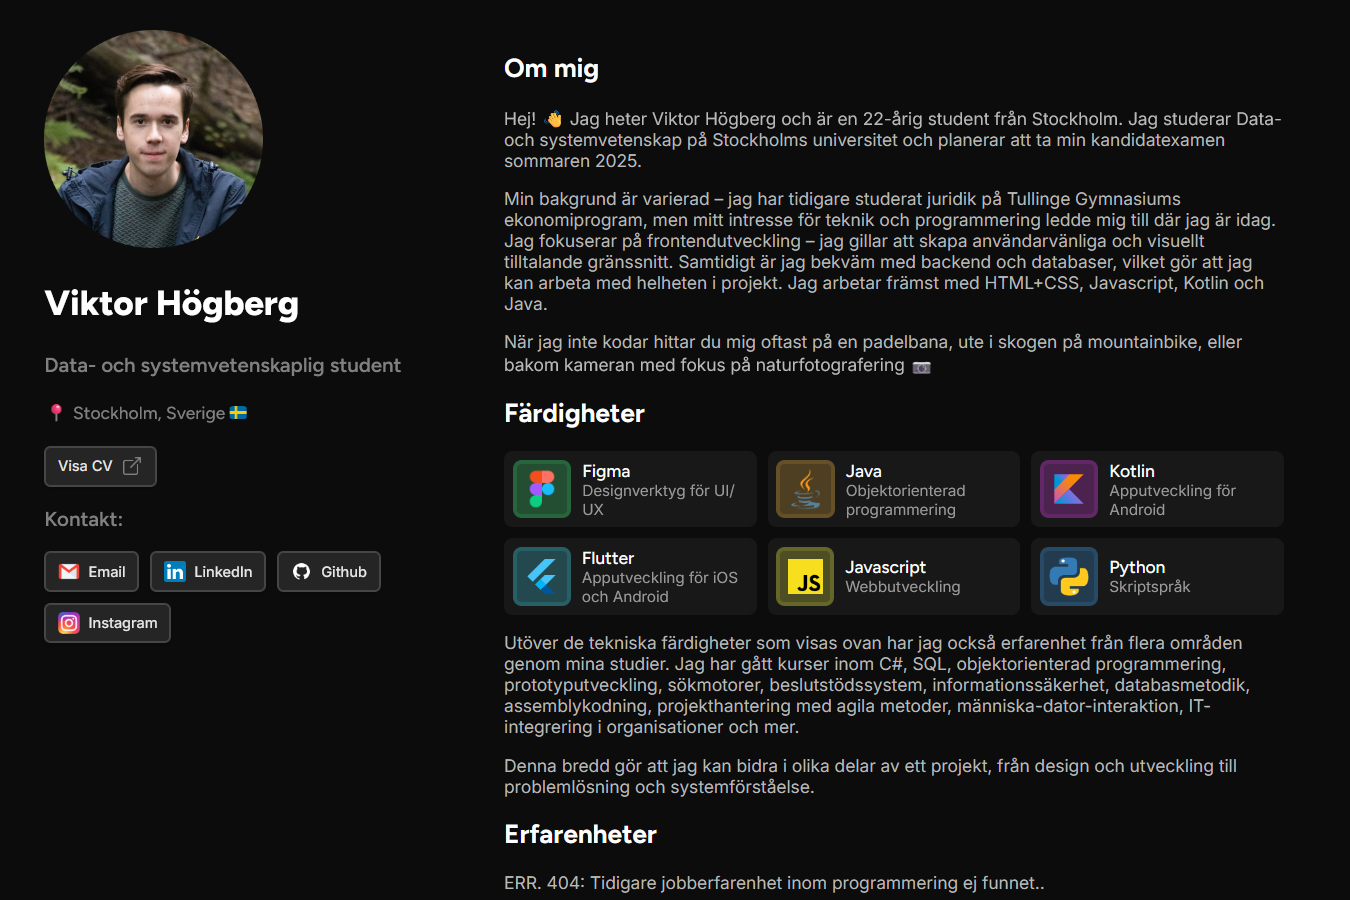 Viktor Högberg
Data- och systemvetenskaplig student
📍 Stockholm, Sverige 🇸🇪
Visa CV
Kontakt:
Email
LinkedIn
Github
Instagram
Om mig
Hej! 👋 Jag heter Viktor Högberg och är en 22-årig student från Stockholm. Jag studerar Data-
och systemvetenskap på Stockholms universitet och planerar att ta min kandidatexamen
sommaren 2025.
Min bakgrund är varierad – jag har tidigare studerat juridik på Tullinge Gymnasiums
ekonomiprogram, men mitt intresse för teknik och programmering ledde mig till där jag är idag.
Jag fokuserar på frontendutveckling – jag gillar att skapa användarvänliga och visuellt
tilltalande gränssnitt. Samtidigt är jag bekväm med backend och databaser, vilket gör att jag
kan arbeta med helheten i projekt. Jag arbetar främst med HTML+CSS, Javascript, Kotlin och
Java.
När jag inte kodar hittar du mig oftast på en padelbana, ute i skogen på mountainbike, eller
bakom kameran med fokus på naturfotografering 📷
Färdigheter
Figma
Designverktyg för UI/
UX
Java
Objektorienterad
programmering
Kotlin
Apputveckling för
Android
Flutter
Apputveckling för iOS
och Android
JS
Javascript
Webbutveckling
Python
Skriptspråk
Utöver de tekniska färdigheter som visas ovan har jag också erfarenhet från flera områden
genom mina studier. Jag har gått kurser inom C#, SQL, objektorienterad programmering,
prototyputveckling, sökmotorer, beslutstödssystem, informationssäkerhet, databasmetodik,
assemblykodning, projekthantering med agila metoder, människa-dator-interaktion, IT-
integrering i organisationer och mer.
Denna bredd gör att jag kan bidra i olika delar av ett projekt, från design och utveckling till
problemlösning och systemförståelse.
Erfarenheter
ERR. 404: Tidigare jobberfarenhet inom programmering ej funnet..